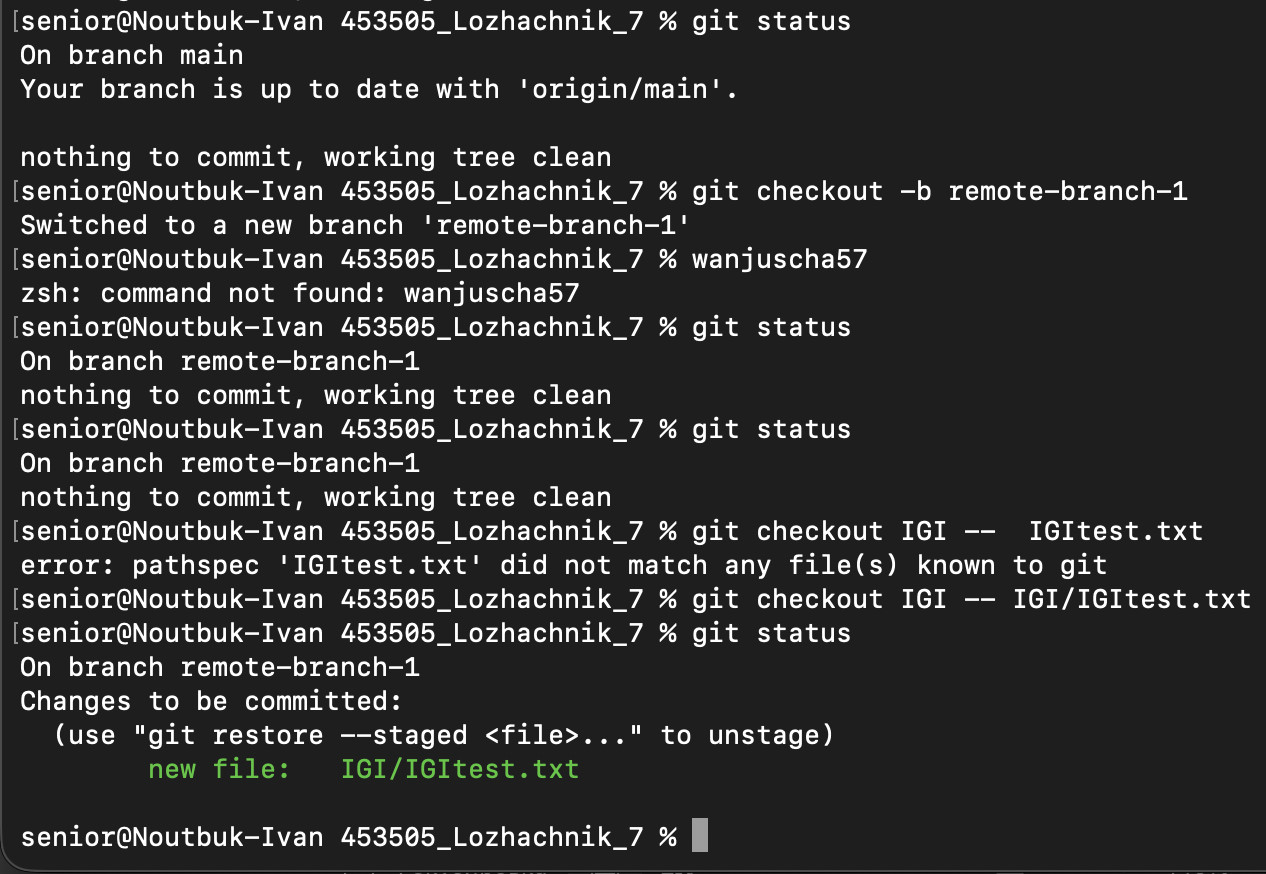 [senior@Noutbuk-Ivan 453505_Lozhachnik_7 % git status
On branch main
Your branch is up to date with 'origin/main'.
nothing to commit, working tree clean
[senior@Noutbuk-Ivan 453505_Lozhachnik_7 % git checkout -b remote-branch-1
Switched to a new branch 'remote-branch-1'
[senior@Noutbuk-Ivan 453505_Lozhachnik_7 % wanjuscha57
zsh: command not found: wanjuscha57
[senior@Noutbuk-Ivan 453505_Lozhachnik_7 % git status
On branch remote-branch-1
nothing to commit, working tree clean
[senior@Noutbuk-Ivan 453505_Lozhachnik_7 % git status
On branch remote-branch-1
nothing to commit, working tree clean
[senior@Noutbuk-Ivan 453505_Lozhachnik_7 % git checkout IGI --  IGItest.txt
error: pathspec 'IGItest.txt' did not match any file(s) known to git
[senior@Noutbuk-Ivan 453505_Lozhachnik_7 % git checkout IGI -- IGI/IGItest.txt
[senior@Noutbuk-Ivan 453505_Lozhachnik_7 % git status
On branch remote-branch-1
Changes to be committed:
  (use "git restore --staged <file>..." to unstage)
        new file:   IGI/IGItest.txt
senior@Noutbuk-Ivan 453505_Lozhachnik_7 %